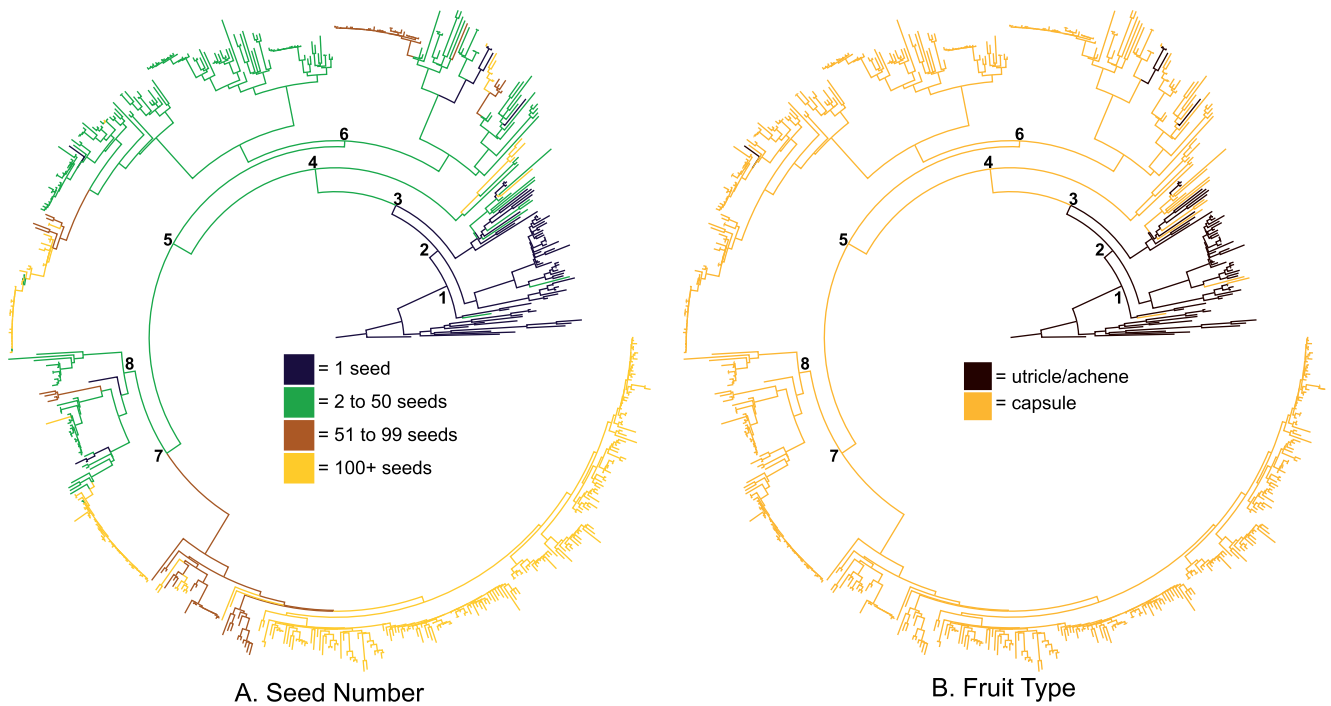 6
4
3
2
5
1
8
7
= 1 seed
= 2 to 50 seeds
= 51 to 99 seeds
= 100+ seeds
A. Seed Number
6
4
3
2
5
1
8
7
= utricle/achene
= capsule
B. Fruit Type